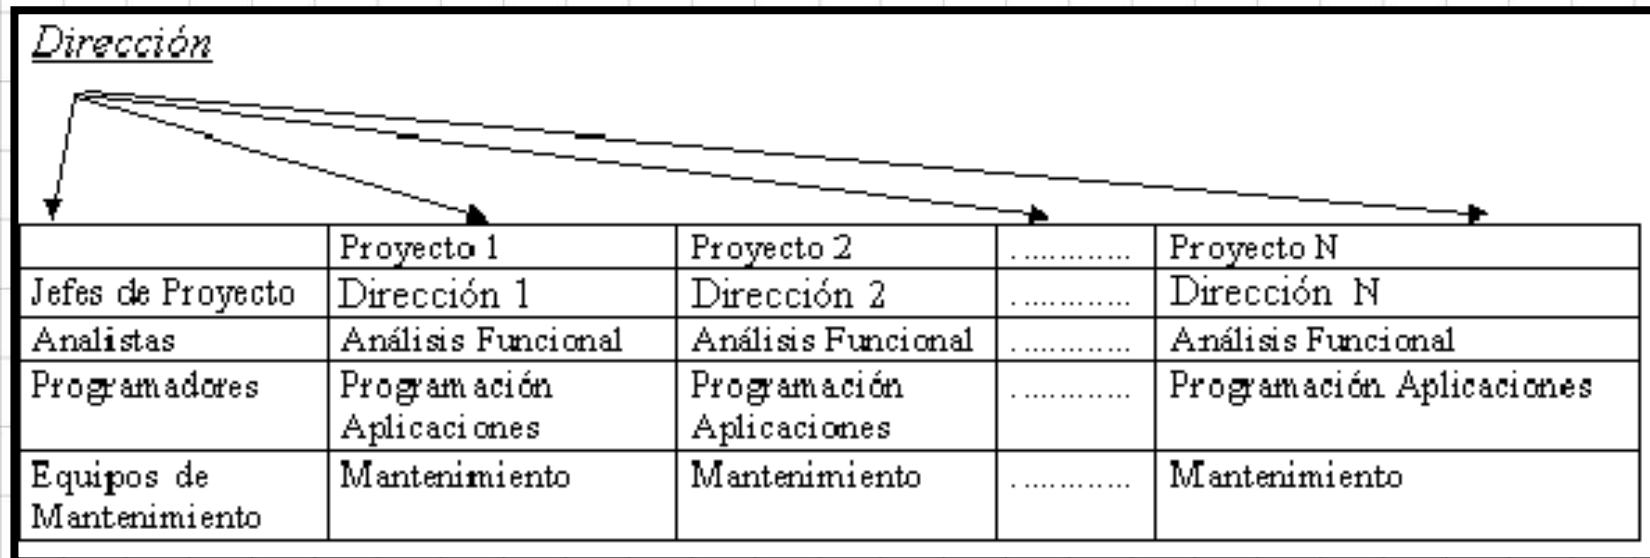 Dirección
Proyecto 1 Proyecto 2 ............. Proyecto N
Jefes de Proyecto Dirección 1 Dirección 2 ............. Dirección N
Analistas Análisis Funcional Análisis Funcional ............. Análisis Funcional
Programadores Programación Programación ............. Programación Aplicaciones
Aplicaciones Aplicaciones
Equipos de Mantenimiento Mantenimiento ............. Mantenimiento
Mantenimiento